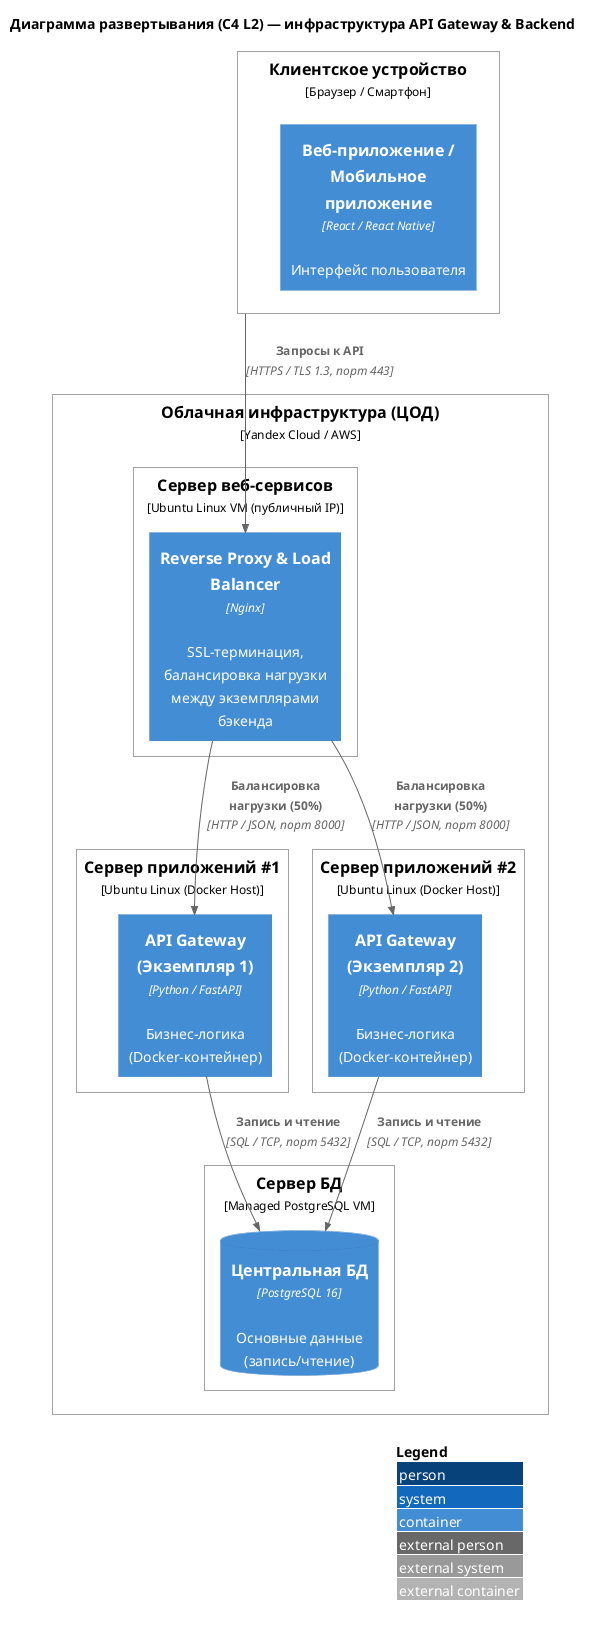 Диаграмма развертывания (C4 L2) — инфраструктура API Gateway & Backend
Клиентское устройство
[Браузер / Смартфон]
Веб-приложение /
Мобильное
приложение
[React / React Native]
Интерфейс пользователя
Запросы к API
[HTTPS / TLS 1.3, порт 443]
Облачная инфраструктура (ЦОД)
[Yandex Cloud / AWS]
Сервер веб-сервисов
[Ubuntu Linux VM (публичный IP)]
Reverse Proxy & Load
Balancer
[Nginx]
SSL-терминация,
балансировка нагрузки
между экземплярами
бэкенда
Балансировка
нагрузки (50%)
[HTTP / JSON, порт 8000]
Балансировка
нагрузки (50%)
[HTTP / JSON, порт 8000]
Сервер приложений #1
[Ubuntu Linux (Docker Host)]
API Gateway
(Экземпляр 1)
[Python / FastAPI]
Бизнес-логика
(Docker-контейнер)
Сервер приложений #2
[Ubuntu Linux (Docker Host)]
API Gateway
(Экземпляр 2)
[Python / FastAPI]
Бизнес-логика
(Docker-контейнер)
Запись и чтение
[SQL / TCP, порт 5432]
Запись и чтение
[SQL / TCP, порт 5432]
Сервер БД
[Managed PostgreSQL VM]
Центральная БД
[PostgreSQL 16]
Основные данные
(запись/чтение)
Legend
person
system
container
external person
external system
external container